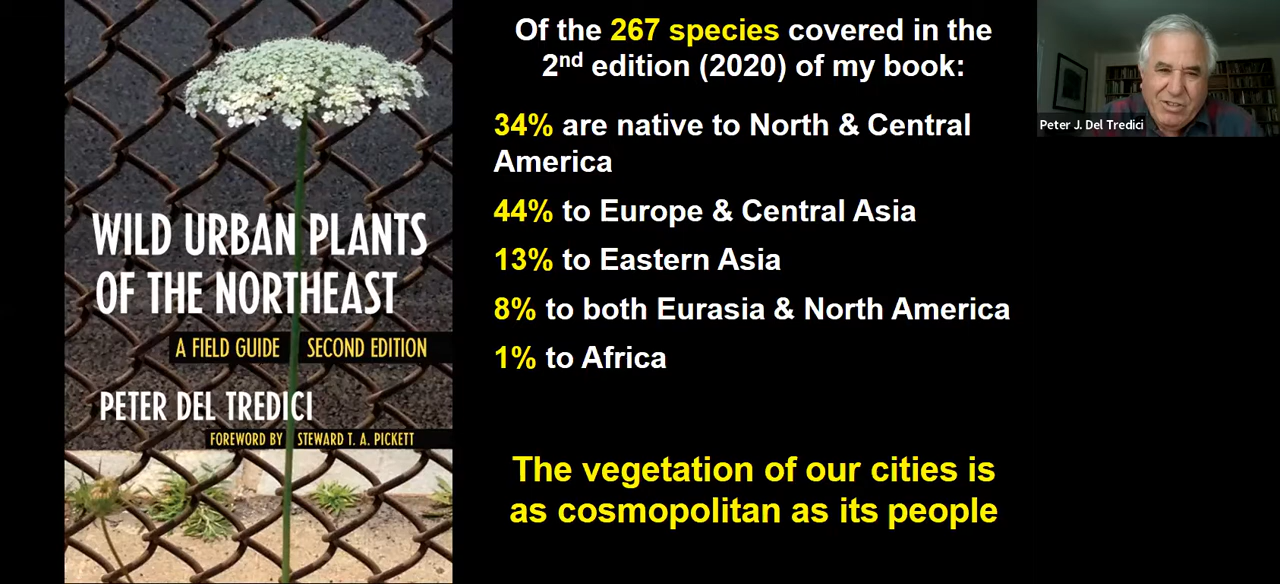 WILD URBAN PLANTS
OF THE NORTHEAST
A FIELD GUIDE SECOND EDITION
PETER DEL TREDICI
FOREWORD BY STEWARD T. A. PICKETT
Of the 267 species covered in the
2nd edition (2020) of my book:
34% are native to North & Central
America
44% to Europe & Central Asia
13% to Eastern Asia
8% to both Eurasia & North America
1% to Africa
The vegetation of our cities is
as cosmopolitan as its people
Peter J. Del Tredici